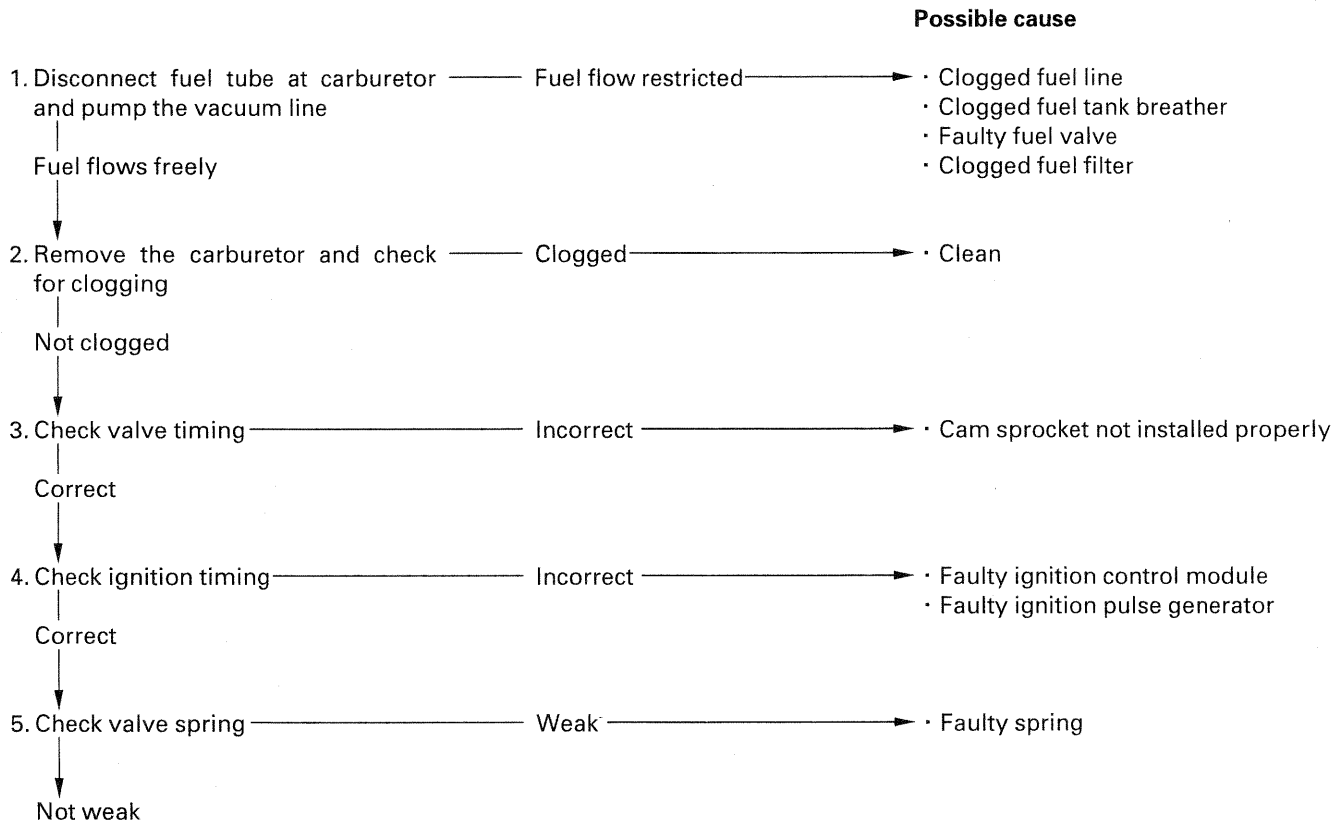 Possible cause
1. Disconnect fuel tube at carburetor Fuel flow restricted · Clogged fuel line
and pump the vacuum line · Clogged fuel tank breather
· Faulty fuel valve
Fuel flows freely · Clogged fuel filter
2. Remove the carburetor and check Clogged · Clean
for clogging
Not clogged
3. Check valve timing Incorrect · Cam sprocket not installed properly
Correct
4. Check ignition timing Incorrect · Faulty ignition control module
· Faulty ignition pulse generator
Correct
5. Check valve spring Weak · Faulty spring
Not weak